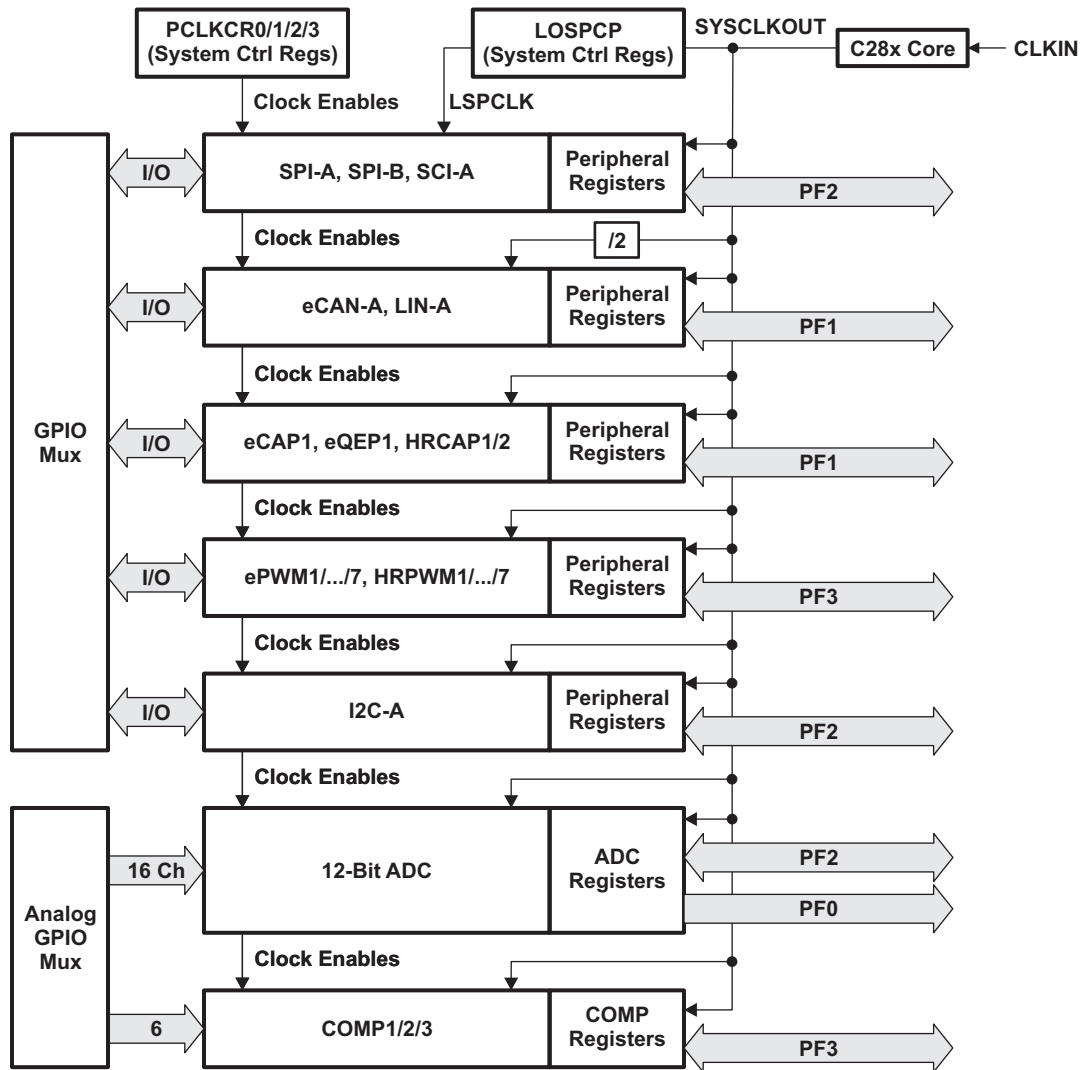 PCLKCR0/1/2/3
(System Ctrl Regs)
LOSPCP
(System Ctrl Regs)
SYSCLKOUT
C28x Core
CLKIN
Clock Enables
LSPCLK
I/O
SPI-A, SPI-B, SCI-A
Peripheral
Registers
PF2
Clock Enables
/2
I/O
eCAN-A, LIN-A
Peripheral
Registers
PF1
Clock Enables
GPIO
Mux
I/O
eCAP1, eQEP1, HRCAP1/2
Peripheral
Registers
PF1
Clock Enables
I/O
ePWM1/.../7, HRPWM1/.../7
Peripheral
Registers
PF3
Clock Enables
I/O
I2C-A
Peripheral
Registers
PF2
Clock Enables
Analog
GPIO
Mux
16 Ch
12-Bit ADC
ADC
Registers
PF2
PF0
Clock Enables
6
COMP1/2/3
COMP
Registers
PF3